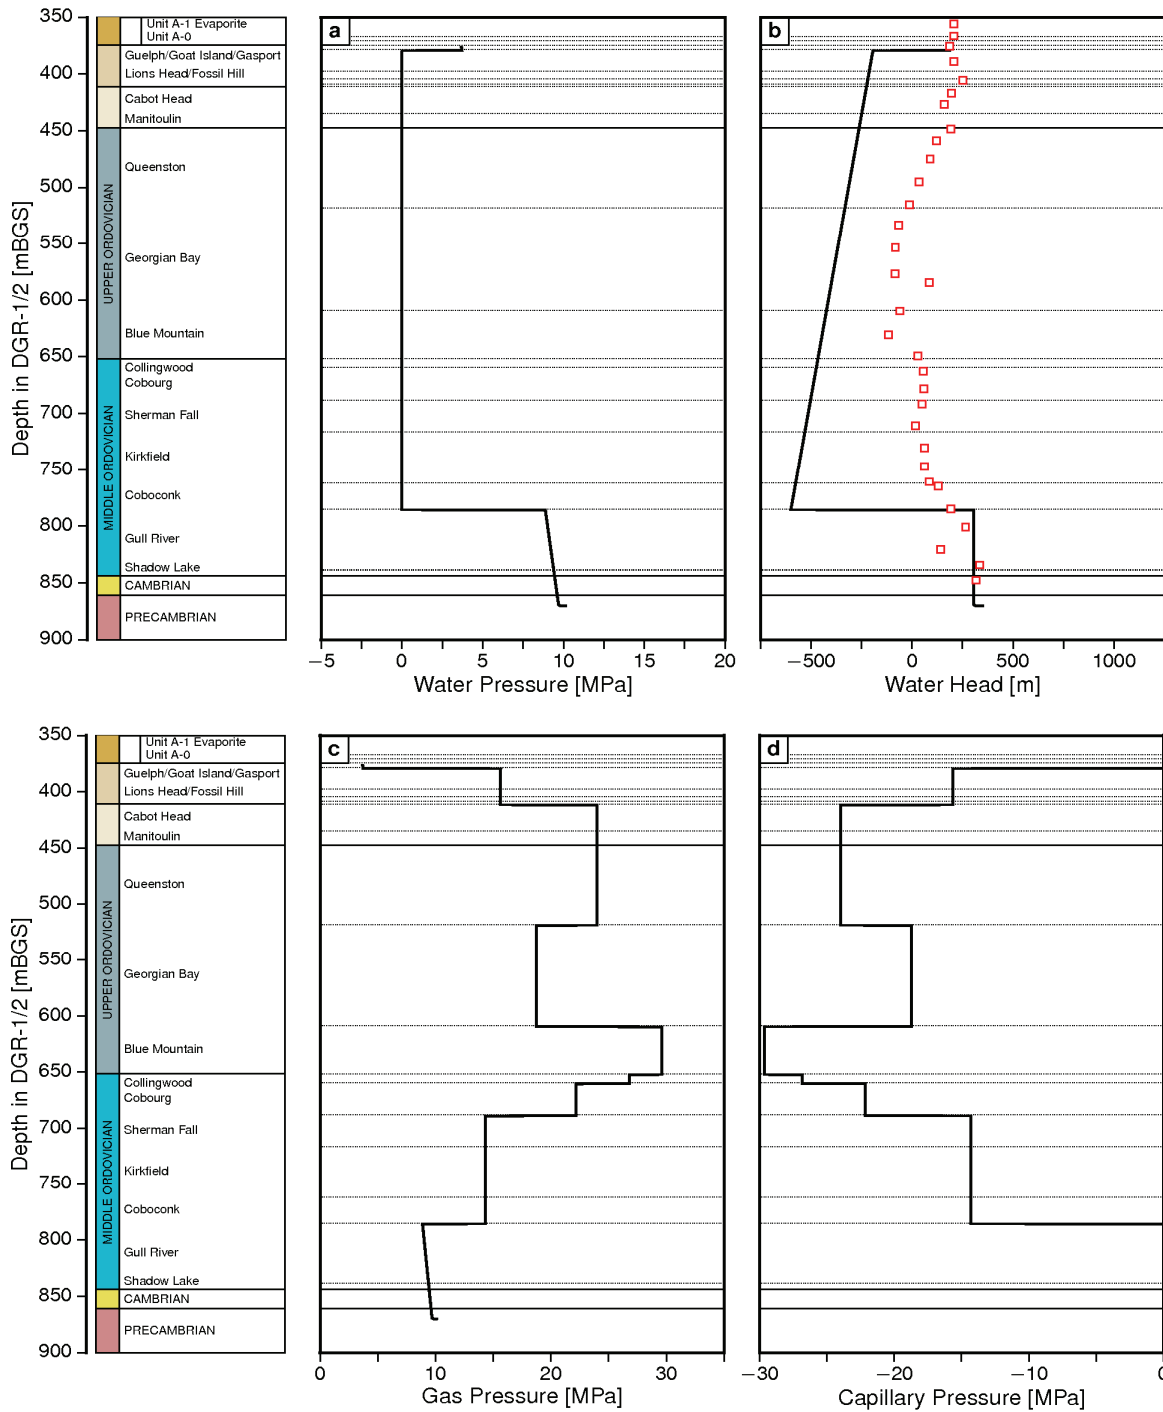 350
400
450
500
550
600
650
700
750
800
850
900
Depth in DGR-1/2 [mBGS]
Unit A-1 Evaporite
Unit A-0
Guelph/Goat Island/Gasport
Lions Head/Fossil Hill
Cabot Head
Manitoulin
UPPER ORDOVICIAN
Queenston
Georgian Bay
Blue Mountain
MIDDLE ORDOVICIAN
Collingwood
Cobourg
Sherman Fall
Kirkfield
Coboconk
Gull River
Shadow Lake
CAMBRIAN
PRECAMBRIAN
a
−5 0 5 10 15 20
Water Pressure [MPa]
b
−500 0 500 1000
Water Head [m]
350
400
450
500
550
600
650
700
750
800
850
900
Depth in DGR-1/2 [mBGS]
Unit A-1 Evaporite
Unit A-0
Guelph/Goat Island/Gasport
Lions Head/Fossil Hill
Cabot Head
Manitoulin
UPPER ORDOVICIAN
Queenston
Georgian Bay
Blue Mountain
MIDDLE ORDOVICIAN
Collingwood
Cobourg
Sherman Fall
Kirkfield
Coboconk
Gull River
Shadow Lake
CAMBRIAN
PRECAMBRIAN
c
0 10 20 30
Gas Pressure [MPa]
d
−30 −20 −10 0
Capillary Pressure [MPa]